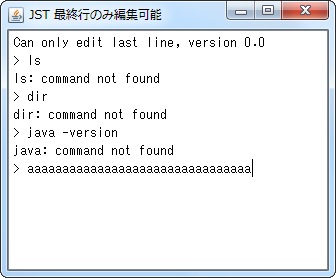 JST 最終行のみ編集可能
Can only edit last line, version 0.0
> ls
ls: command not found
> dir
dir: command not found
> java -version
java: command not found
> aaaaaaaaaaaaaaaaaaaaaaaaaaaaaaaa